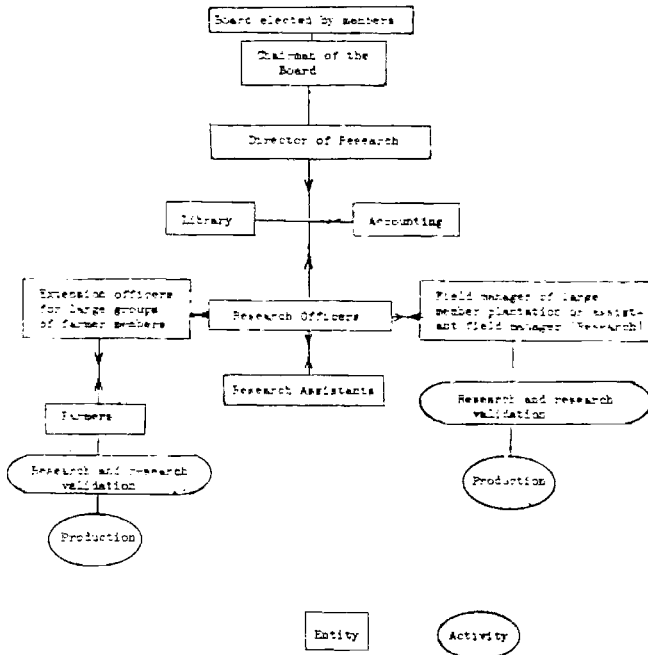 Board elected by members
Chairman of the
Board
Director of Research
Library
Accounting
Extension officers
for large groups
of farmer members
Research Officers
Field manager of large
member plantation or assist-
ant field manager (Research)
Research Assistants
Farmers
Research and research
validation
Research and research
validation
Production
Production
Entity
Activity